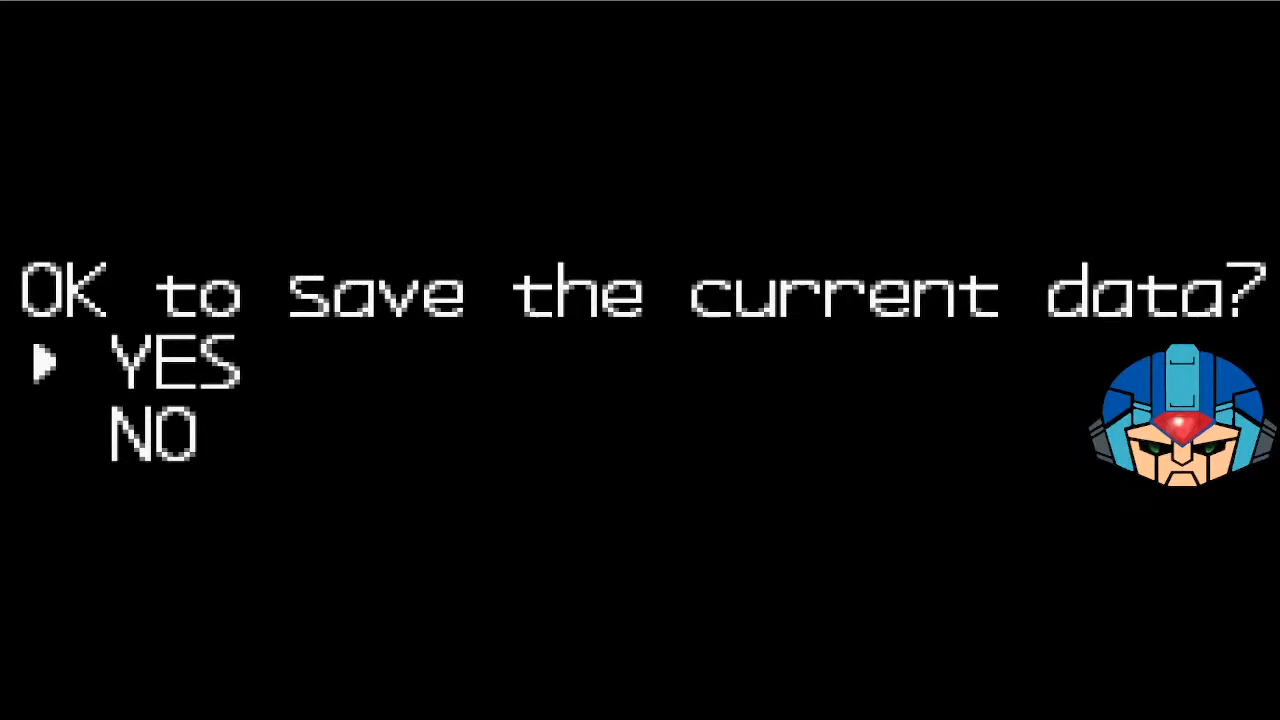 OK to save the current data?
YES
NO